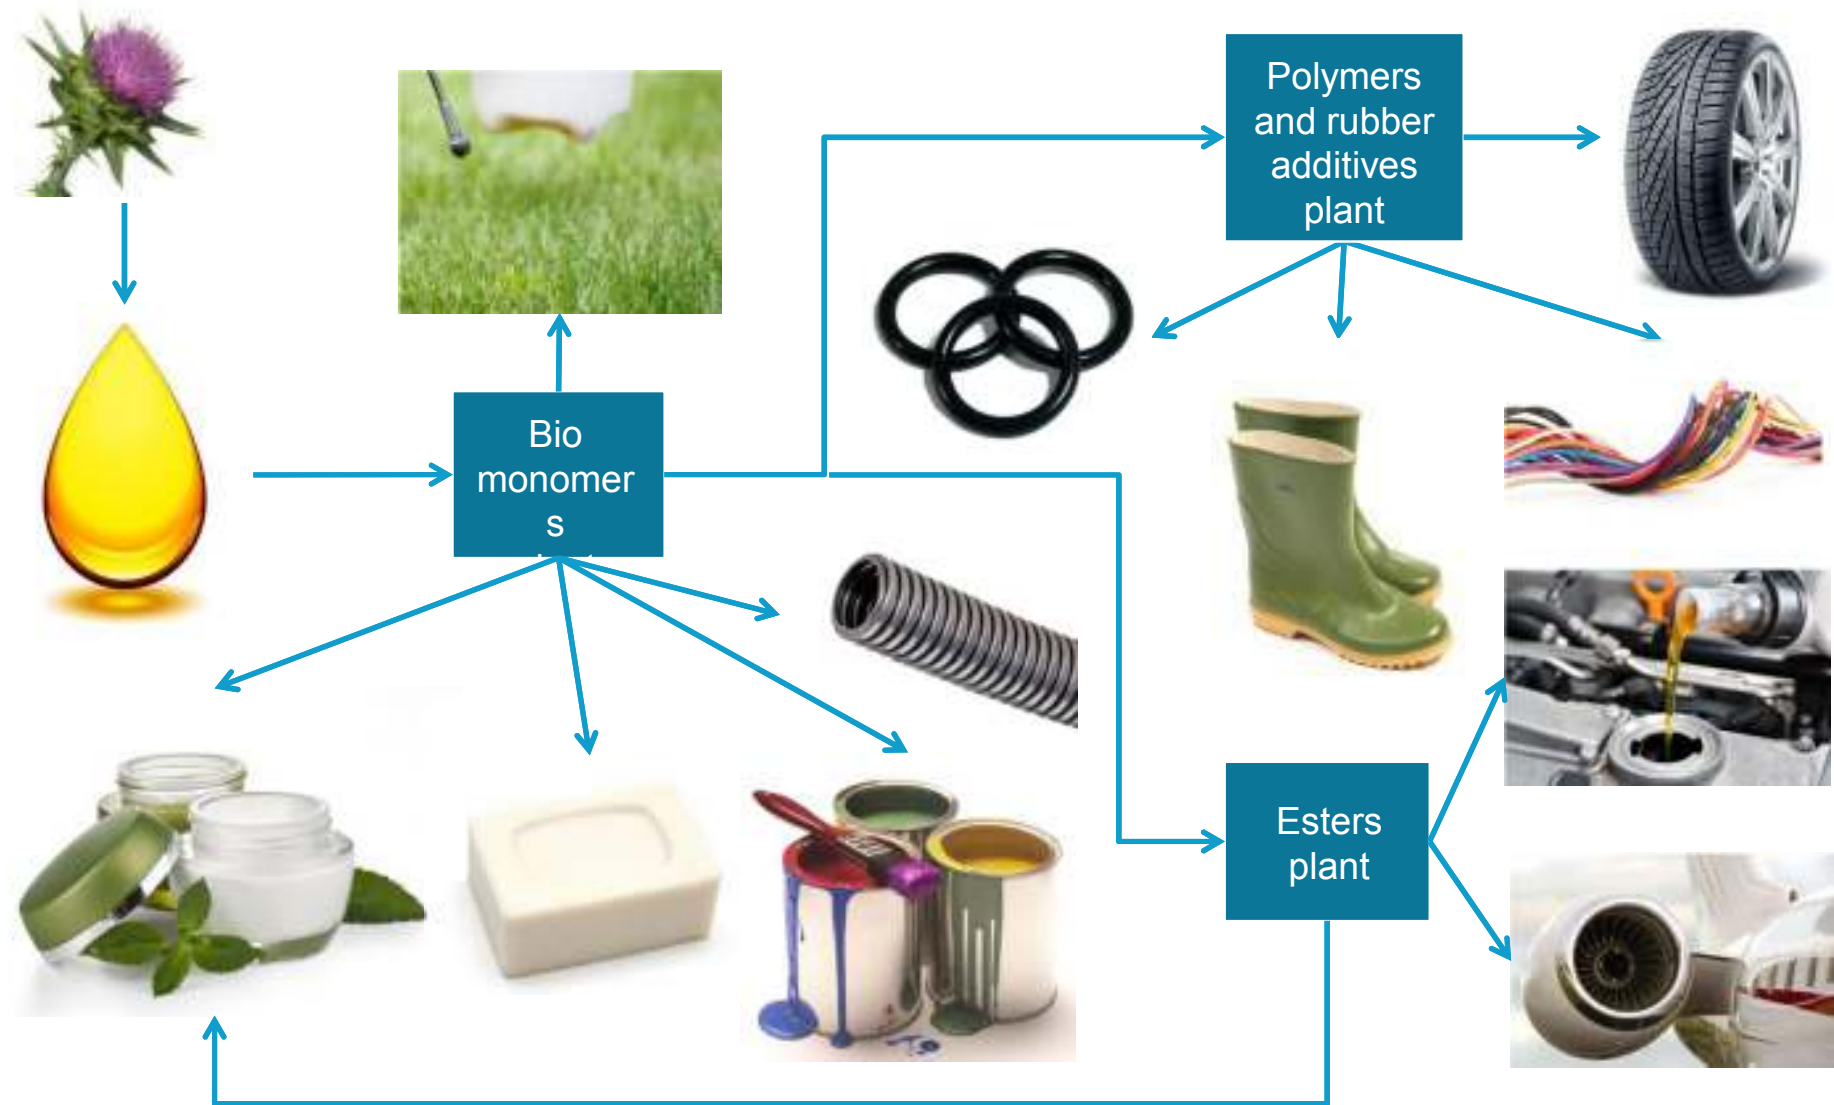 Polymers
and rubber
additives
plant
Bio
monomer
s
Esters
plant